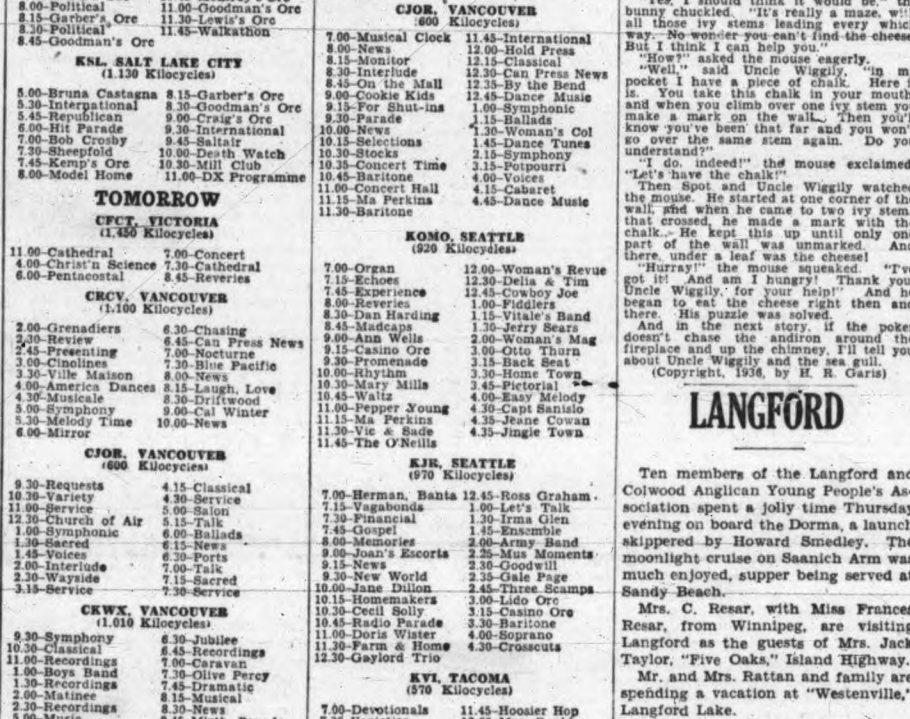 8.00-Political
8.15-Garber's Orc
8.30-Political
8.45-Goodman's Orc
11.00-Goodman's Orc
11.30-Lewis's Orc
11.45-Walkathon
KSL, SALT LAKE CITY
(1.130 Kilocycles)
5.00-Bruna Castagna
5.30-International
5.45-Republican
6.00-Hit Parade
7.00-Bob Crosby
7.30-Sheepfold
7.45-Kemp's Orc
8.00-Model Home
8.15-Garber's Orc
8.30-Goodman's Orc
9.00-Craig's Orc
9.30-International
9.45-Saltair
10.00-Death Watch
10.30-Mill Club
11.00-DX Programme
TOMORROW
CFCT, VICTORIA
(1.450 Kilocycles)
11.00-Cathedral
4.00-Christ'n Science
6.00-Pentacostal
7.00-Concert
7.30-Cathedral
8.45-Reveries
CRCV, VANCOUVER
(1.100 Kilocycles)
2.00-Grenadiers
2.30-Review
2.45-Presenting
3.00-Cinolines
3.30-Ville Maison
4.00-America Dances
4.30-Musicale
5.00-Symphony
5.30-Melody Time
6.00-Mirror
6.30-Chasing
6.45-Can Press News
7.00-Nocturne
7.30-Blue Pacific
8.00-News
8.15-Laugh, Love
8.30-Driftwood
9.00-Cal Winter
10.00-News
CJOR, VANCOUVER
(600 Kilocycles)
9.30-Requests
10.30-Variety
11.00-Service
12.30-Church of Air
1.00-Symphonic
1.30-Sacred
1.45-Voices
2.00-Interlude
2.30-Wayside
3.15-Service
4.15-Classical
4.30-Service
5.00-Salon
5.15-Talk
6.00-Ballads
6.15-News
6.30-Ports
7.00-Talk
7.15-Sacred
7.30-Service
CKWX, VANCOUVER
(1.010 Kilocycles)
9.30-Symphony
10.30-Classical
11.00-Recordings
1.00-Boys Band
1.30-Recordings
2.00-Matinee
2.30-Recordings
5.00-Music
6.30-Jubilee
6.45-Recordings
7.00-Caravan
7.30-Olive Percy
7.45-Dramatic
8.15-Musical
8.30-News
CJOR, VANCOUVER
(600 Kilocycles)
7.00-Musical Clock
8.00-News
8.15-Monitor
8.30-Interlude
8.45-On the Mall
9.00-Cookie Kids
9.15-For Shut-ins
9.30-Parade
10.00-News
10.15-Selections
10.30-Stocks
10.35-Concert Time
10.45-Baritone
11.00-Concert Hall
11.15-Ma Perkins
11.30-Baritone
11.45-International
12.00-Hold Press
12.15-Classical
12.30-Can Press News
12.35-By the Bend
12.45-Dance Music
1.00-Symphonic
1.15-Ballads
1.30-Woman's Col
1.45-Dance Tunes
2.15-Symphony
3.15-Potpourri
4.00-Voices
4.15-Cabaret
4.45-Dance Music
KOMO, SEATTLE
(920 Kilocycles)
7.00-Organ
7.15-Echoes
7.45-Experience
8.00-Reveries
8.30-Dan Harding
8.45-Madcaps
9.00-Ann Wells
9.15-Casino Orc
9.30-Promenade
10.00-Rhythm
10.30-Mary Mills
10.45-Waltz
11.00-Pepper Young
11.15-Ma Perkins
11.30-Vic & Sade
11.45-The O'Neills
12.00-Woman's Revue
12.30-Delia & Tim
12.45-Cowboy Joe
1.00-Fiddlers
1.15-Vitale's Band
1.30-Jerry Sears
2.00-Woman's Mag
3.00-Otto Thurn
3.15-Back Seat
3.30-Home Town
3.45-Pictorial
4.00-Easy Melody
4.30-Capt Sanislo
4.35-Jeane Cowan
4.35-Jingle Town
KJR, SEATTLE
(970 Kilocycles)
7.00-Herman, Banta
7.15-Vagabonds
7.30-Financial
7.45-Gospel
8.00-Memories
9.00-Joan's Escorts
9.15-News
9.30-New World
10.00-Jane Dillon
10.15-Homemakers
10.30-Cecil Solly
10.45-Radio Parade
11.00-Doris Wister
11.30-Farm & Home
12.30-Gaylord Trio
12.45-Ross Graham
1.00-Let's Talk
1.30-Irma Glen
1.45-Ensemble
2.00-Army Band
2.25-Mus Moments
2.30-Goodwill
2.35-Gale Page
2.45-Three Scamps
3.00-Lido Orc
3.15-Casino Orc
3.30-Baritone
4.00-Soprano
4.30-Crosscuts
KVI, TACOMA
(570 Kilocycles)
7.00-Devotionals
11.45-Hoosier Hop
bunny chuckled. "It's really a maze,
all those ivy stems leading every
way. No wonder you can't find the cheese
But I think I can help you."
"How?" asked the mouse eagerly.
"Well," said Uncle Wiggily, "in
pocket I have a piece of chalk. Here
is. You take this chalk in your mouth
and when you climb over one ivy stem
make a mark on the wall. Then
know you've been that far and you
go over the same stem again. Do
understand?"
"I do, indeed!" the mouse exclaimed
"Let's have the chalk!"
Then Spot and Uncle Wiggily watched
the mouse. He started at one corner of
wall, and when he came to two ivy
that crossed, he made a mark with
chalk. He kept this up until only
part of the wall was unmarked.
there, under a leaf was the cheese!
"Hurray!" the mouse squeaked.
got it! And am I hungry! Thank
Uncle Wiggily, for your help!" And
began to eat the cheese right then
there. His puzzle was solved.
And in the next story, if the
doesn't chase the andiron around
fireplace and up the chimney, I'll tell
about Uncle Wiggily and the sea gull.
(Copyright, 1936, by H. R. Garis)
LANGFORD
Ten members of the Langford and
Colwood Anglican Young People's As-
sociation spent a jolly time Thursday
evening on board the Dorma, a launch
skippered by Howard Smedley. The
moonlight cruise on Saanich Arm was
much enjoyed, supper being served at
Sandy Beach.
Mrs. C. Resar, with Miss Frances
Resar, from Winnipeg, are visiting
Langford as the guests of Mrs. Jack
Taylor, "Five Oaks," Island Highway.
Mr. and Mrs. Rattan and family are
spending a vacation at "Westenville,"
Langford Lake.